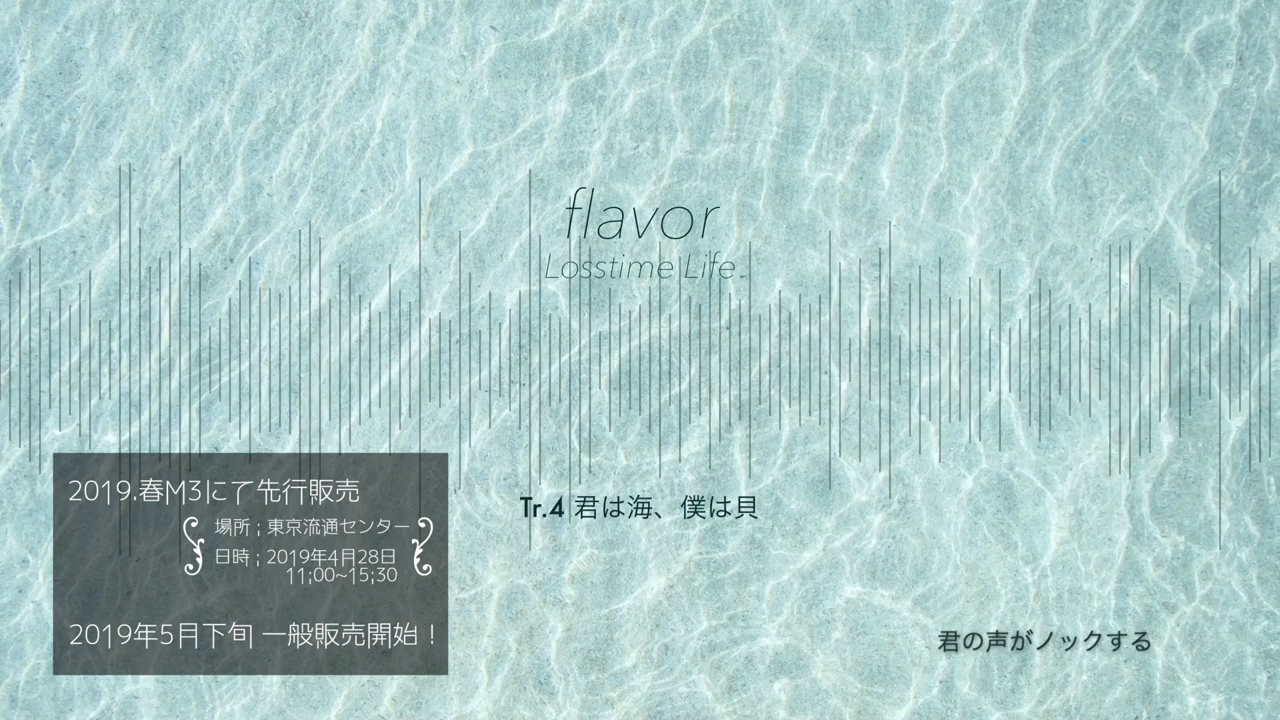 flavor
Losstime Life
Tr.4 君は海、僕は貝
2019.春M3にて先行販売
場所 ; 東京流通センター
日時 ; 2019年4月28日
11;00~15;30
2019年5月下旬 一般販売開始！
君の声がノックする